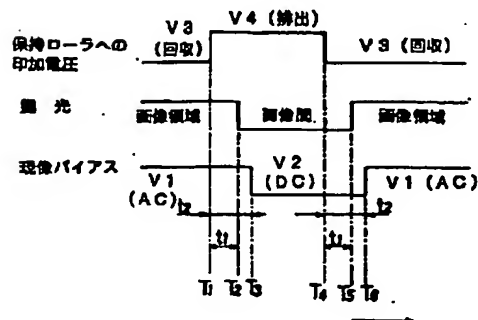 V4（排出）
V3
（回収）
V3（回収）
保持ローラへの
印加電圧
露光
画像領域
画像間
画像領域
現像バイアス
V1
（AC）
V2
（DC）
V1（AC）
t2
t2
t1
t1
T1
T2
T3
T4
T5
T6